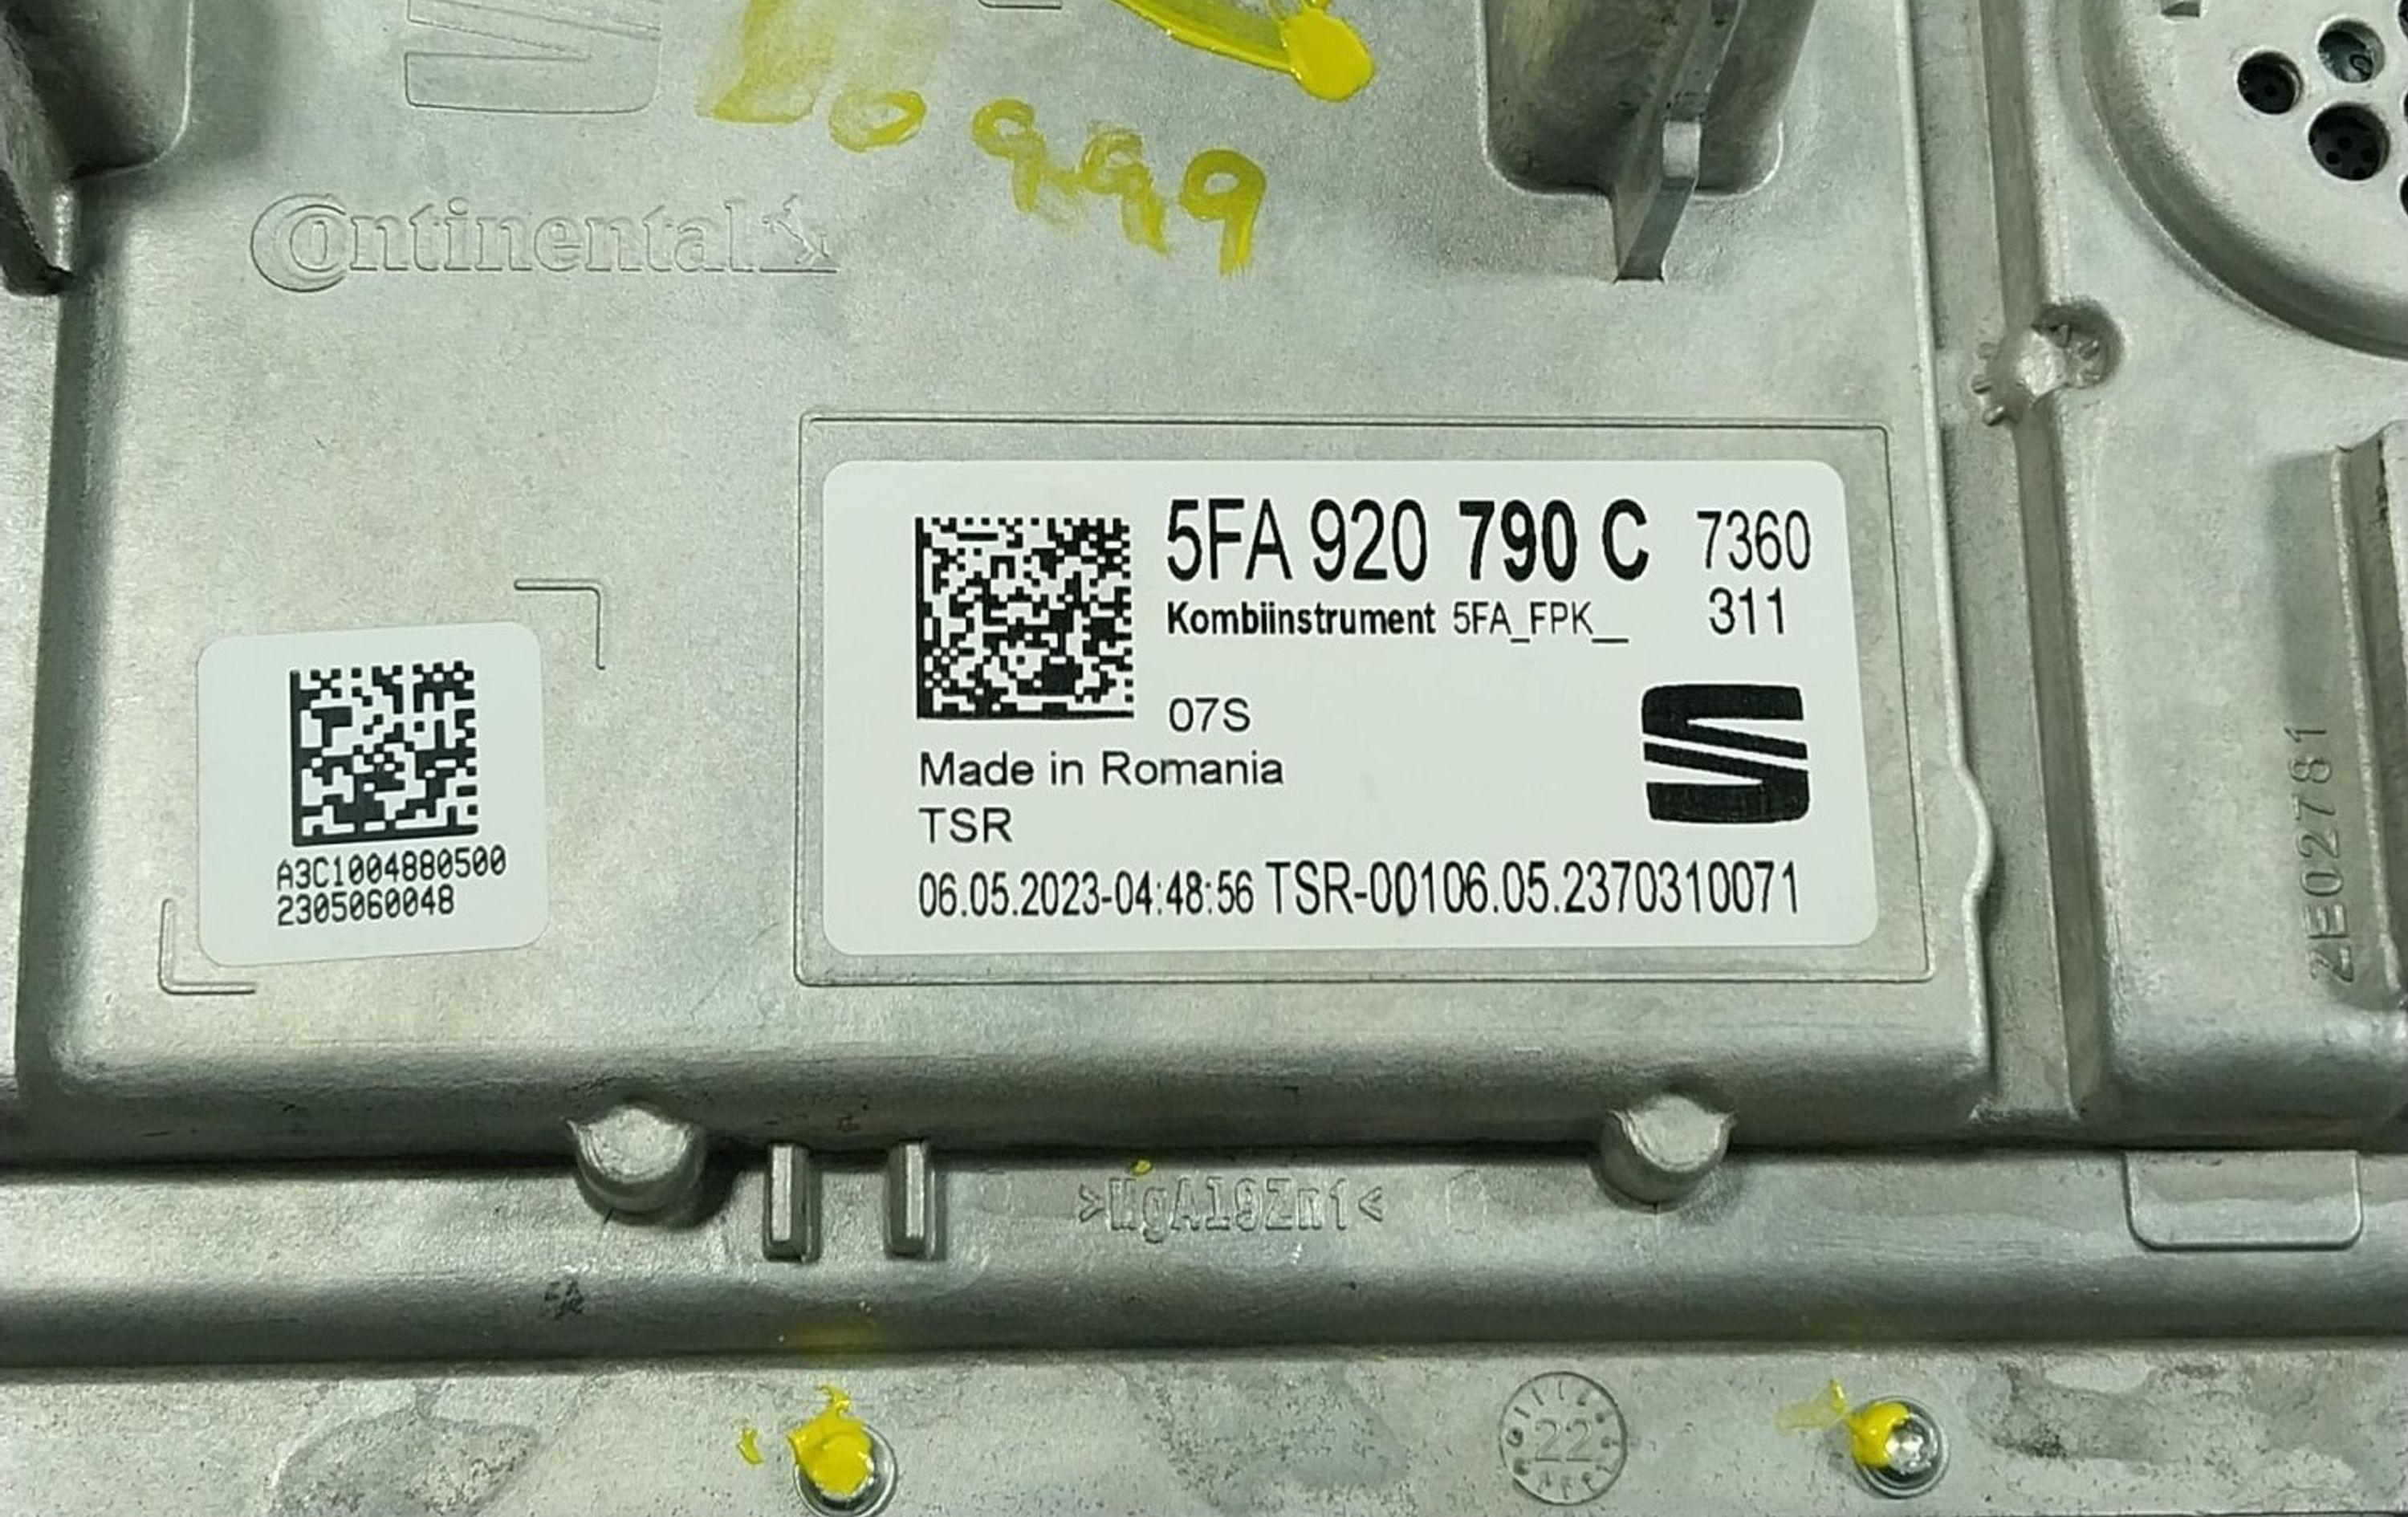 Continental
5FA 920 790 C 7360
Kombiinstrument 5FA_FPK__ 311
07S
Made in Romania
TSR
06.05.2023-04:48:56 TSR-00106.05.2370310071
A3C1004880500
2305060048
ZE02781
>MgAl9Zn1<
22